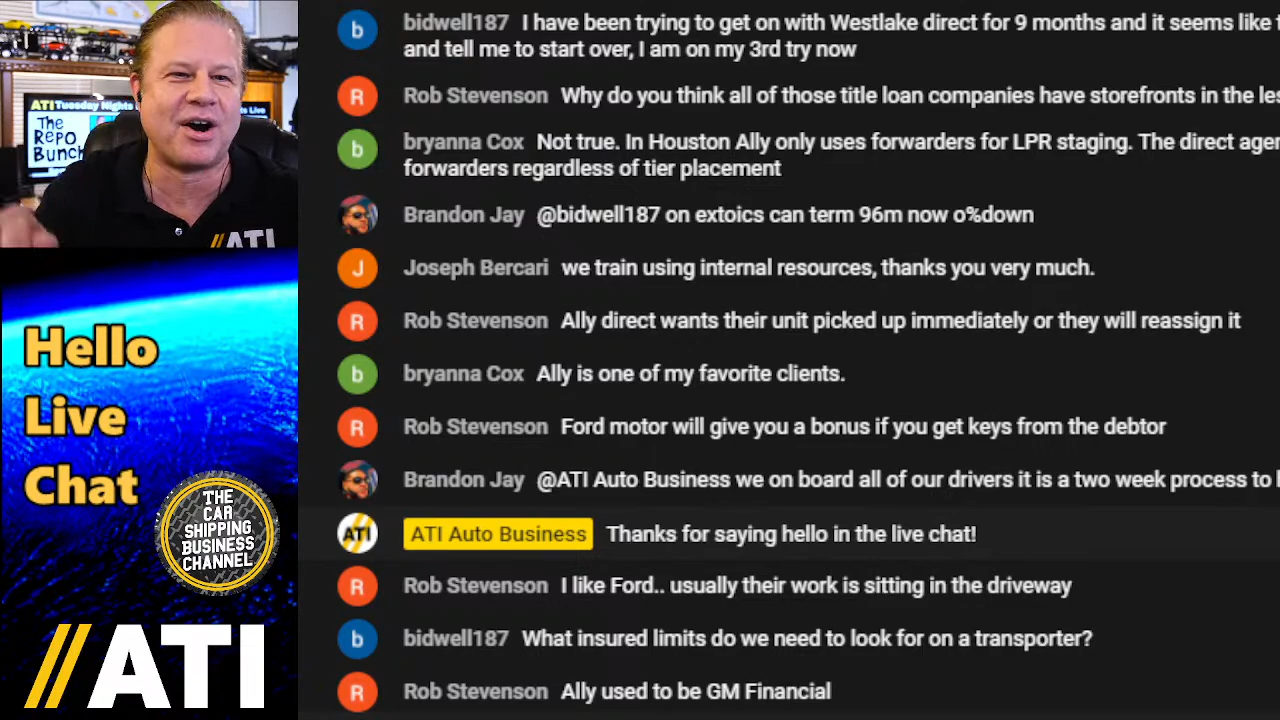 ATI Tuesday Nights
Live
The
Repo
Bunch
//ATI
Hello
Live
Chat
THE
CAR
SHIPPING
BUSINESS
CHANNEL
//ATI
b bidwell187 I have been trying to get on with Westlake direct for 9 months and it seems like
and tell me to start over, I am on my 3rd try now
R Rob Stevenson Why do you think all of those title loan companies have storefronts in the
b bryanna Cox Not true. In Houston Ally only uses forwarders for LPR staging. The direct
forwarders regardless of tier placement
Brandon Jay @bidwell187 on extoics can term 96m now o%down
J Joseph Bercari we train using internal resources, thanks you very much.
R Rob Stevenson Ally direct wants their unit picked up immediately or they will reassign it
b bryanna Cox Ally is one of my favorite clients.
R Rob Stevenson Ford motor will give you a bonus if you get keys from the debtor
Brandon Jay @ATI Auto Business we on board all of our drivers it is a two week process to
ATI ATI Auto Business Thanks for saying hello in the live chat!
R Rob Stevenson I like Ford.. usually their work is sitting in the driveway
b bidwell187 What insured limits do we need to look for on a transporter?
R Rob Stevenson Ally used to be GM Financial